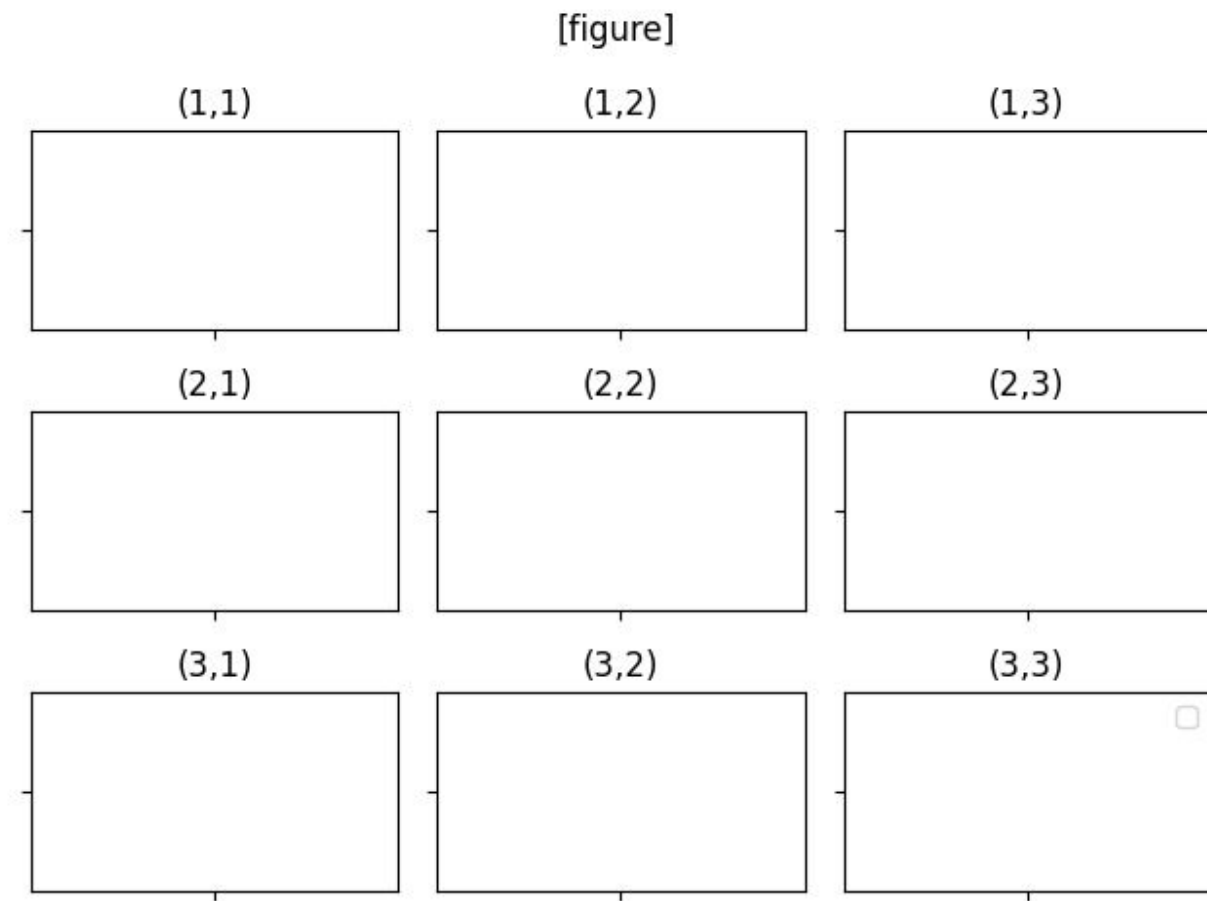 [figure]
(1,1) (1,2) (1,3)
(2,1) (2,2) (2,3)
(3,1) (3,2) (3,3)